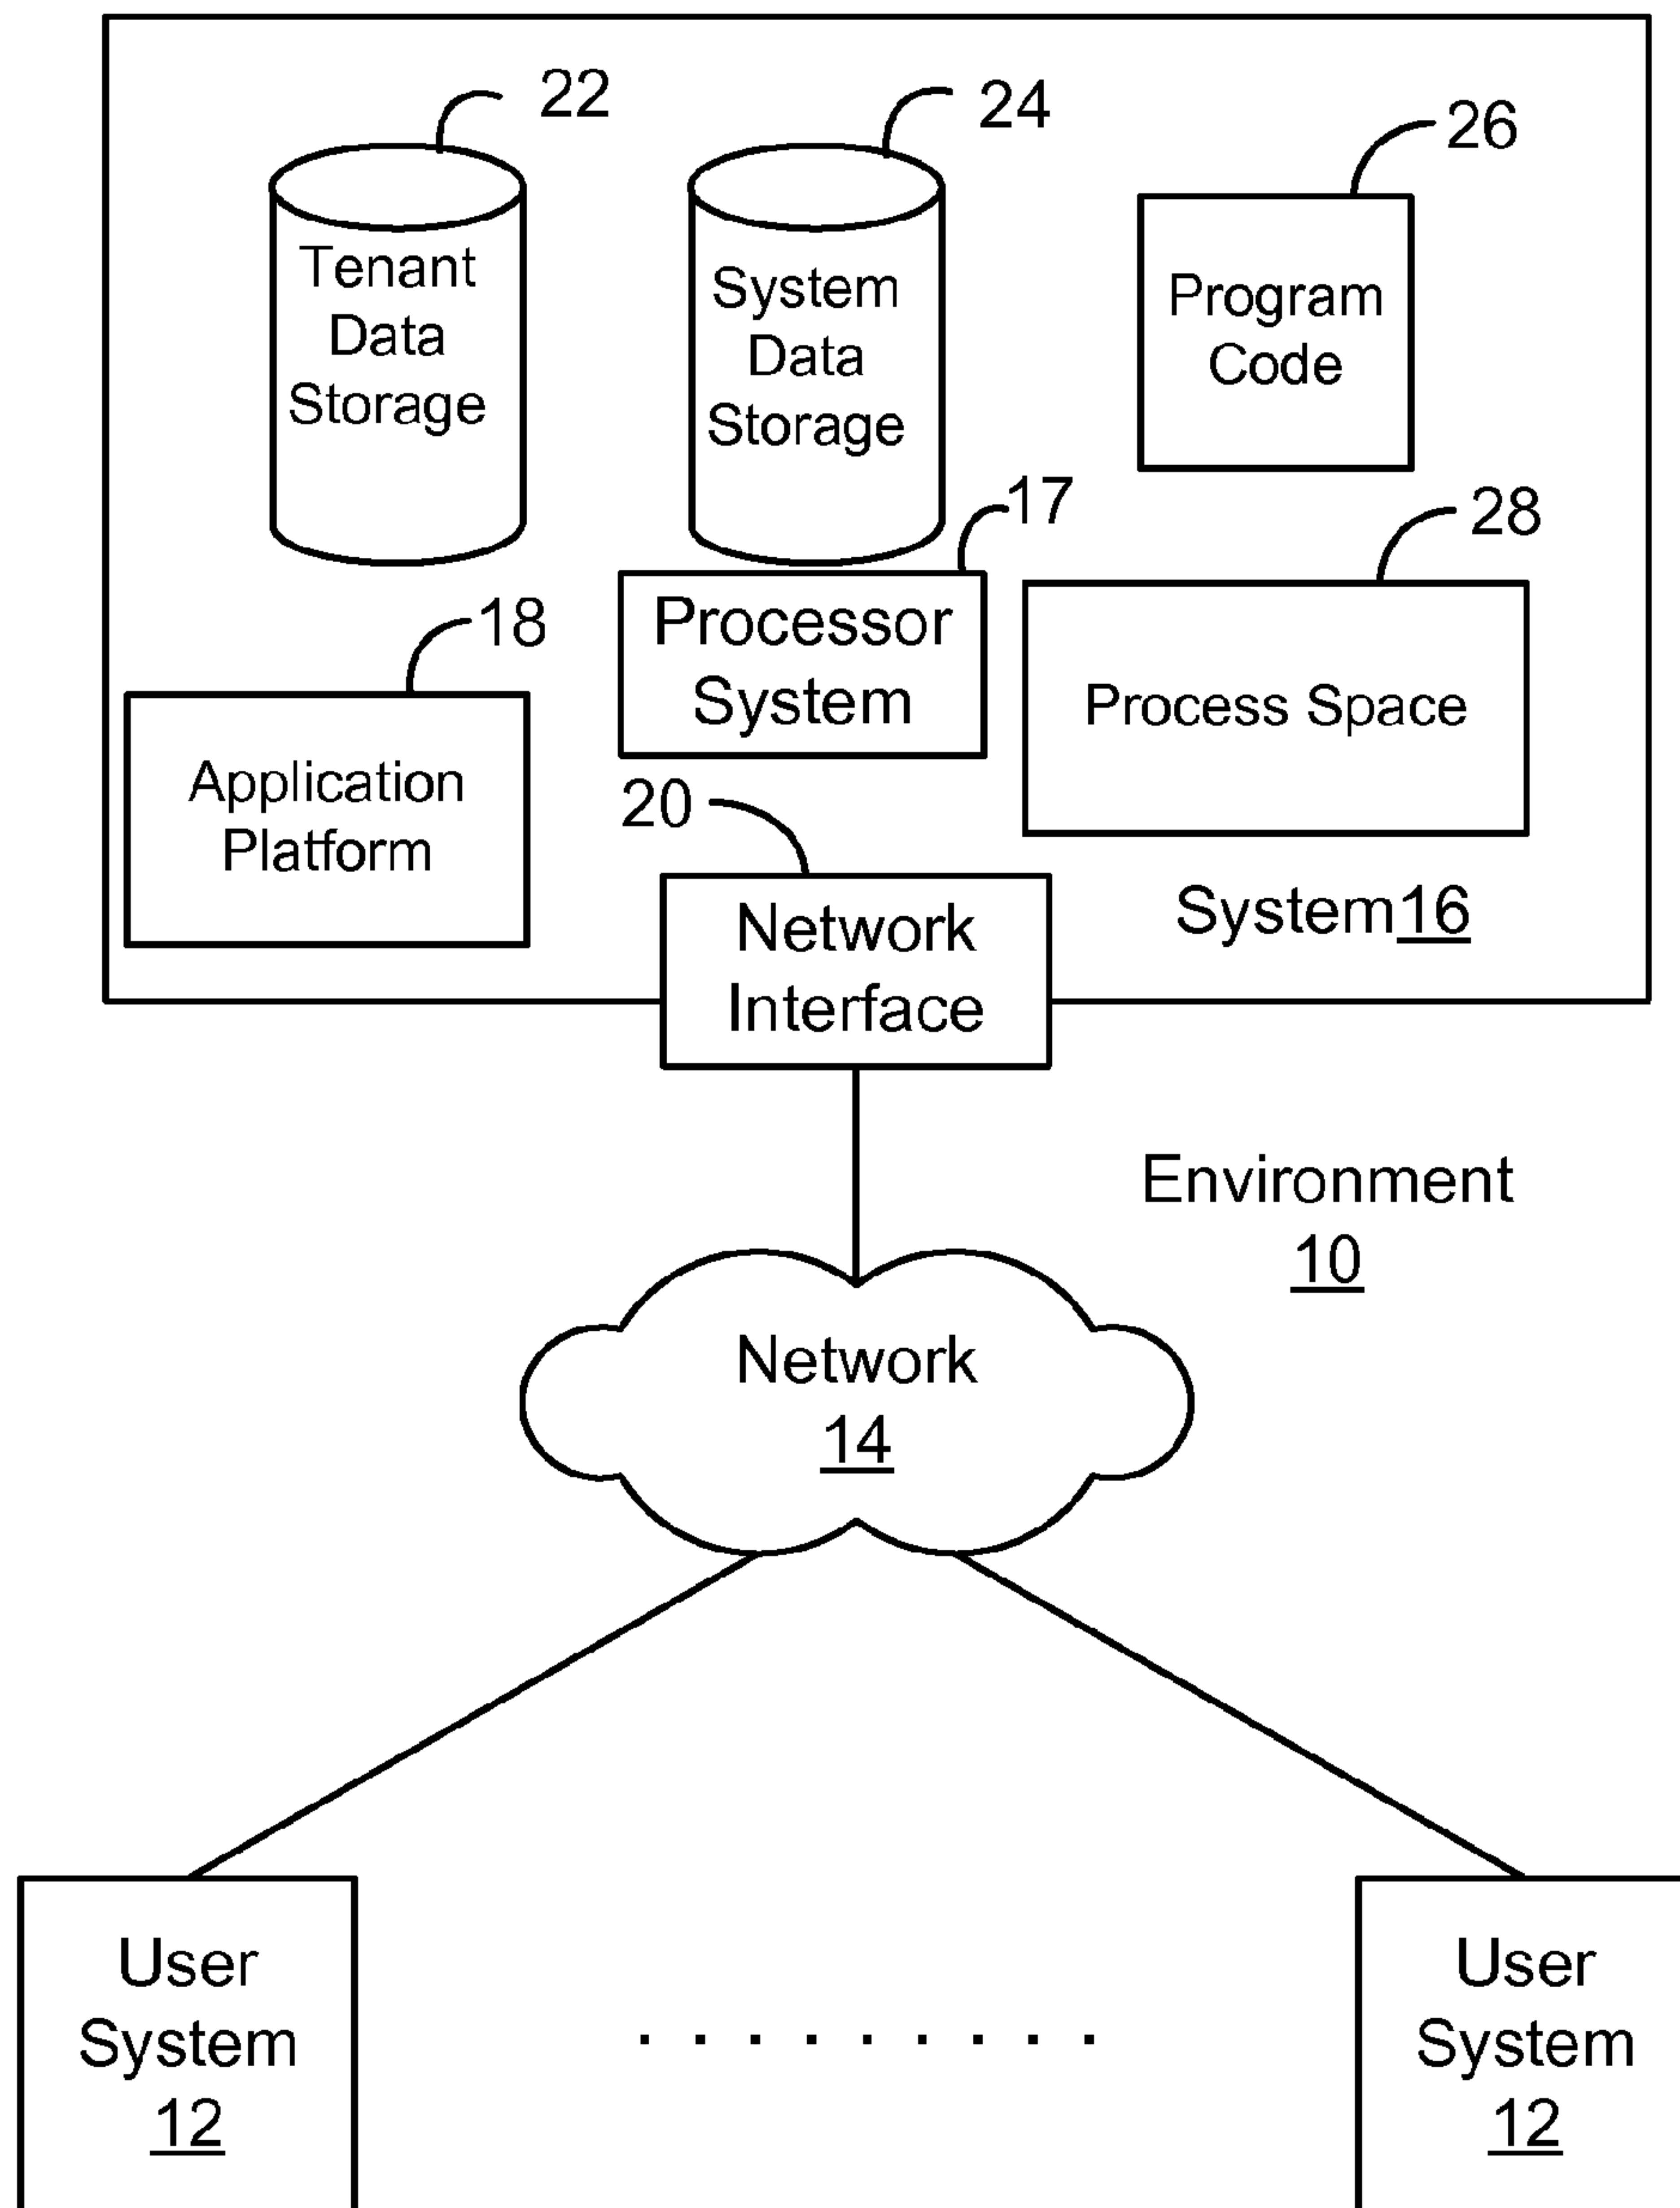 22
24
26
Tenant
Data
Storage
System
Data
Storage
Program
Code
17
28
18
Processor
System
Process Space
Application
Platform
20
System16
Network
Interface
Environment
10
Network
14
User
System
12
. . . . . . . . .
User
System
12